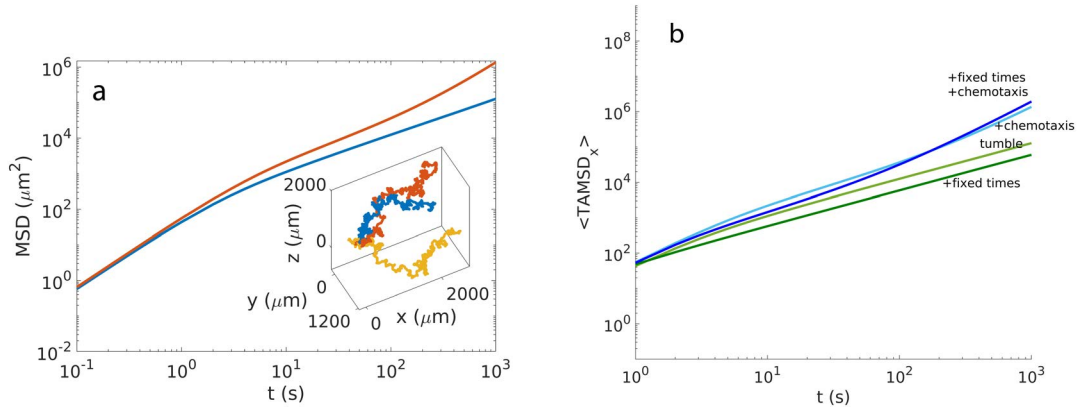 a
MSD (μm²)
10⁶
10⁴
10²
10⁰
10⁻²
10⁻¹
10⁰
10¹
10²
10³
t (s)
2000
0
z (μm)
0
1200
y (μm)
0
2000
x (μm)
b
<TAMSDₓ>
10⁸
10⁶
10⁴
10²
10⁰
10⁰
10¹
10²
10³
t (s)
+fixed times
+chemotaxis
+chemotaxis
tumble
+fixed times